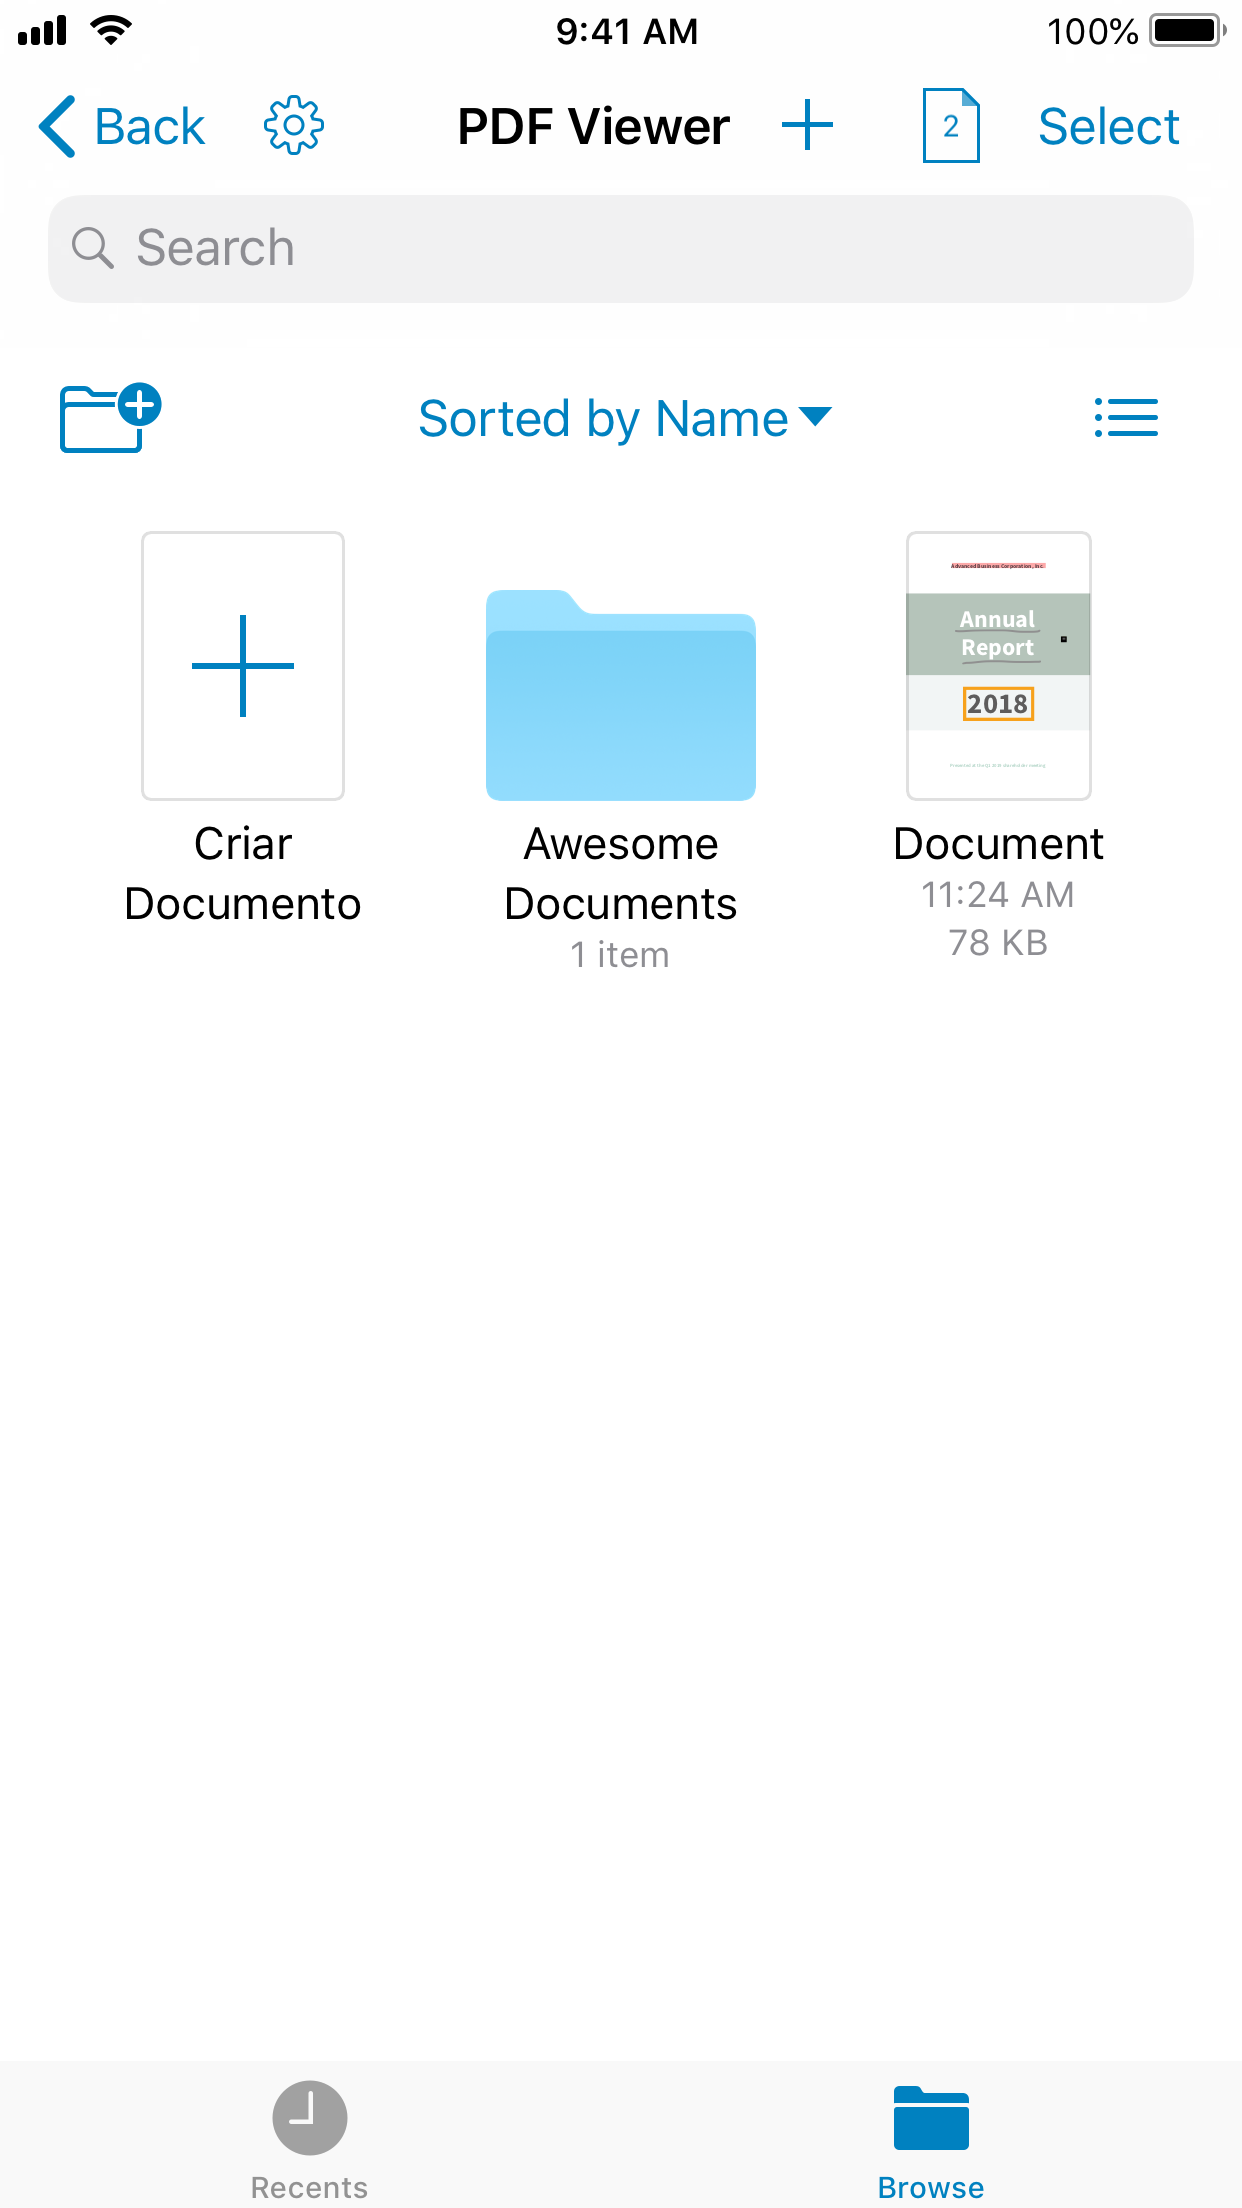 9:41 AM
100%
Back
PDF Viewer
2
Select
Search
Sorted by Name
Advanced Business Corporation, Inc.
Annual
Report
2018
Criar
Documento
Awesome
Documents
1 item
Document
11:24 AM
78 KB
Recents
Browse